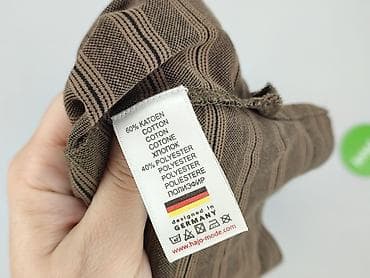 60% KATOEN
COTTON
COTON
COTONE
ХЛОПОК
40% POLYESTER
POLYESTER
POLYESTER
POLIESTERE
ПОЛИЭФИР
designed in
GERMANY
www.hajo-mode.com